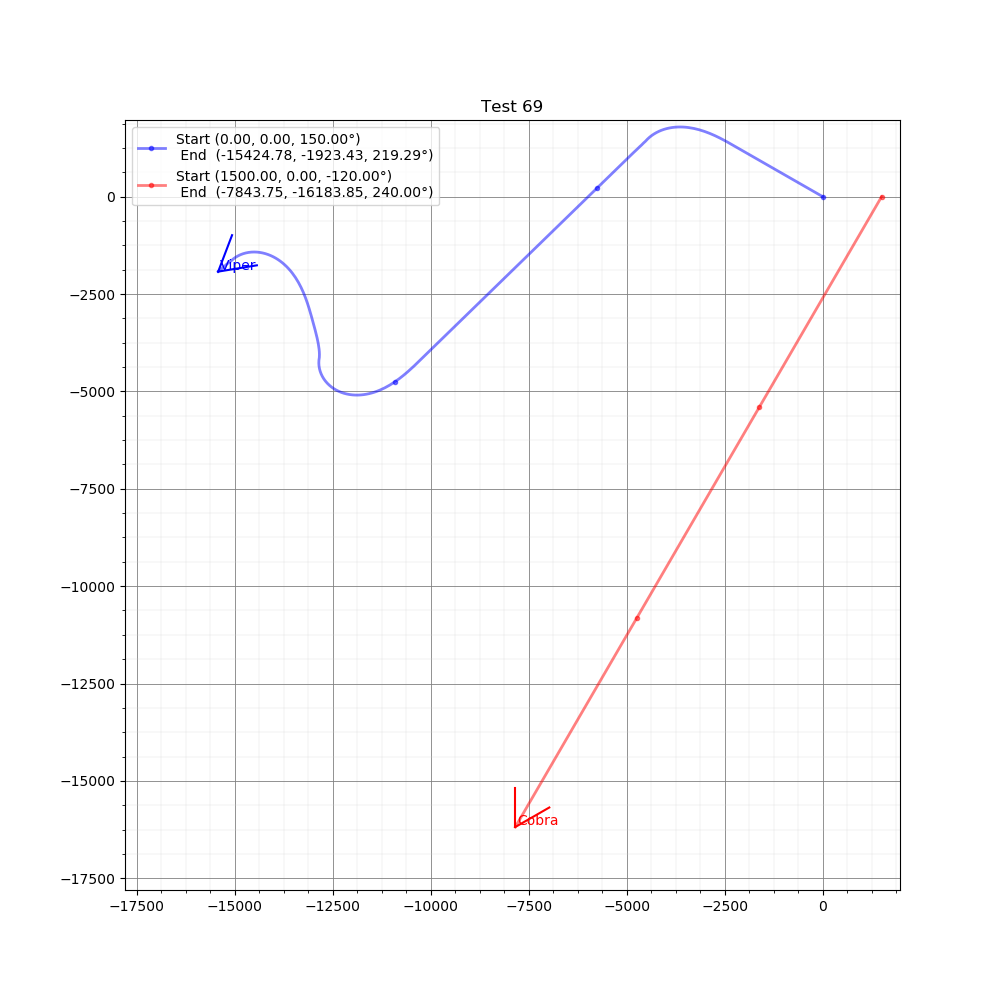 Test 69
Start (0.00, 0.00, 150.00°)
End (-15424.78, -1923.43, 219.29°)
Start (1500.00, 0.00, -120.00°)
End (-7843.75, -16183.85, 240.00°)
0
−2500
−5000
−7500
−10000
−12500
−15000
−17500
Viper
Cobra
−17500 −15000 −12500 −10000 −7500 −5000 −2500 0